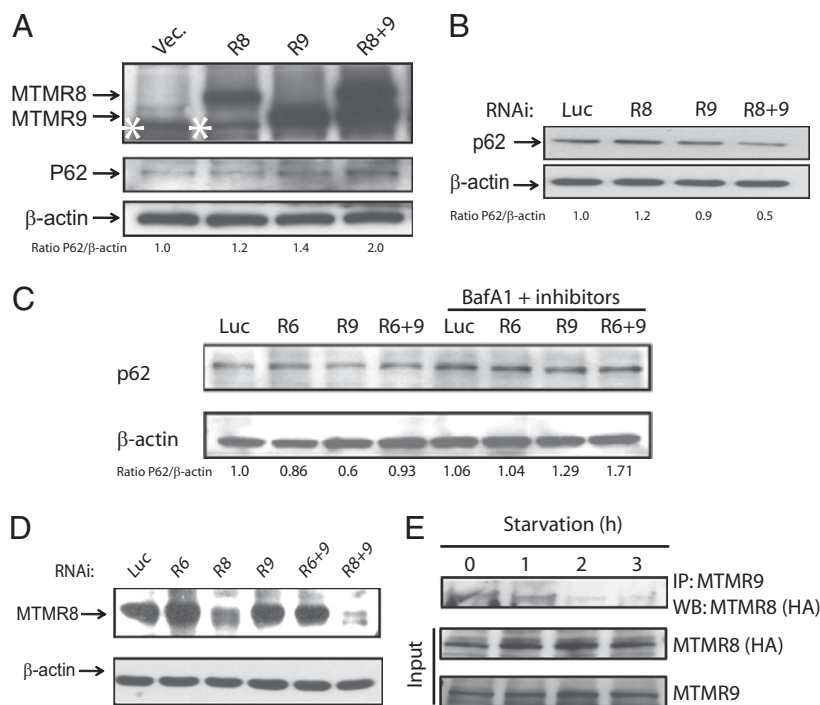 A
Vec. R8 R9 R8+9
MTMR8
MTMR9
* *
P62
β-actin
Ratio P62/β-actin 1.0 1.2 1.4 2.0
B
RNAi: Luc R8 R9 R8+9
p62
β-actin
Ratio P62/β-actin 1.0 1.2 0.9 0.5
C
BafA1 + inhibitors
Luc R6 R9 R6+9 Luc R6 R9 R6+9
p62
β-actin
Ratio P62/β-actin 1.0 0.86 0.6 0.93 1.06 1.04 1.29 1.71
D
RNAi: Luc R6 R8 R9 R6+9 R8+9
MTMR8
β-actin
E
Starvation (h)
0 1 2 3
IP: MTMR9
WB: MTMR8 (HA)
Input
MTMR8 (HA)
MTMR9